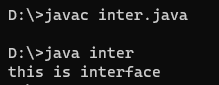 D:\>javac inter.java
D:\>java inter
this is interface